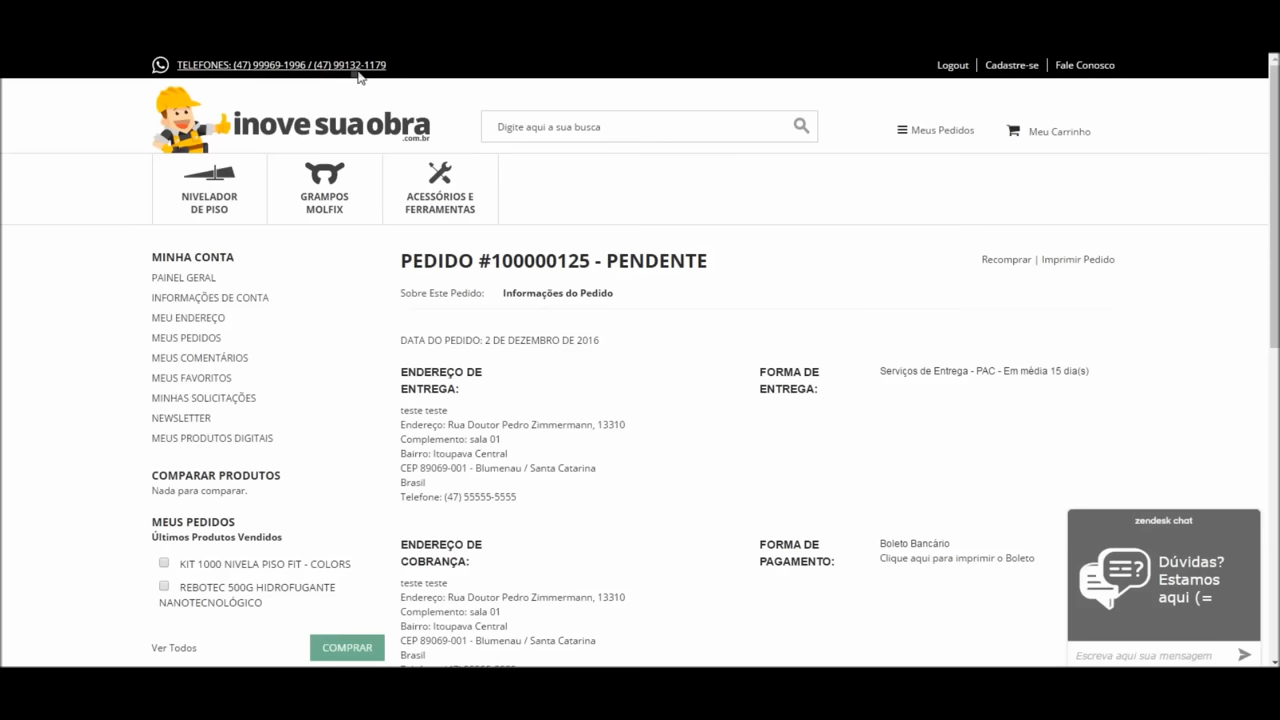 TELEFONES: (47) 99969-1996 / (47) 99132-1179
Logout
Cadastre-se
Fale Conosco
inove sua obra
.com.br
Digite aqui a sua busca
Meus Pedidos
Meu Carrinho
NIVELADOR
DE PISO
GRAMPOS
MOLFIX
ACESSÓRIOS E
FERRAMENTAS
MINHA CONTA
PAINEL GERAL
INFORMAÇÕES DE CONTA
MEU ENDEREÇO
MEUS PEDIDOS
MEUS COMENTÁRIOS
MEUS FAVORITOS
MINHAS SOLICITAÇÕES
NEWSLETTER
MEUS PRODUTOS DIGITAIS
COMPARAR PRODUTOS
Nada para comparar.
MEUS PEDIDOS
Últimos Produtos Vendidos
KIT 1000 NIVELA PISO FIT - COLORS
REBOTEC 500G HIDROFUGANTE
NANOTECNOLÓGICO
Ver Todos
COMPRAR
PEDIDO #100000125 - PENDENTE
Recomprar | Imprimir Pedido
Sobre Este Pedido: Informações do Pedido
DATA DO PEDIDO: 2 DE DEZEMBRO DE 2016
ENDEREÇO DE
ENTREGA:
teste teste
Endereço: Rua Doutor Pedro Zimmermann, 13310
Complemento: sala 01
Bairro: Itoupava Central
CEP 89069-001 - Blumenau / Santa Catarina
Brasil
Telefone: (47) 55555-5555
FORMA DE
ENTREGA:
Serviços de Entrega - PAC - Em média 15 dia(s)
ENDEREÇO DE
COBRANÇA:
teste teste
Endereço: Rua Doutor Pedro Zimmermann, 13310
Complemento: sala 01
Bairro: Itoupava Central
CEP 89069-001 - Blumenau / Santa Catarina
Brasil
FORMA DE
PAGAMENTO:
Boleto Bancário
Clique aqui para imprimir o Boleto
zendesk chat
Dúvidas?
Estamos
aqui (=
Escreva aqui sua mensagem